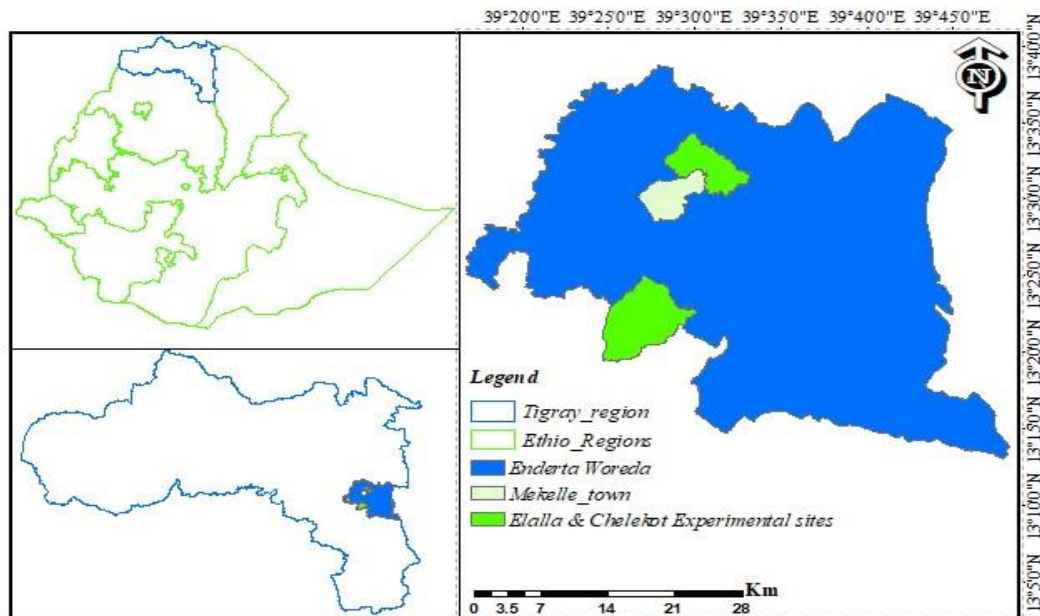 39°20'0"E 39°25'0"E 39°30'0"E 39°35'0"E 39°40'0"E 39°45'0"E
N
13°40'0"N
13°35'0"N
13°30'0"N
13°25'0"N
13°20'0"N
13°15'0"N
13°10'0"N
13°5'0"N
Legend
Tigray_region
Ethio_Regions
Enderta Woreda
Mekelle_town
Elalla & Chelekot Experimental sites
Km
0 3.5 7 14 21 28